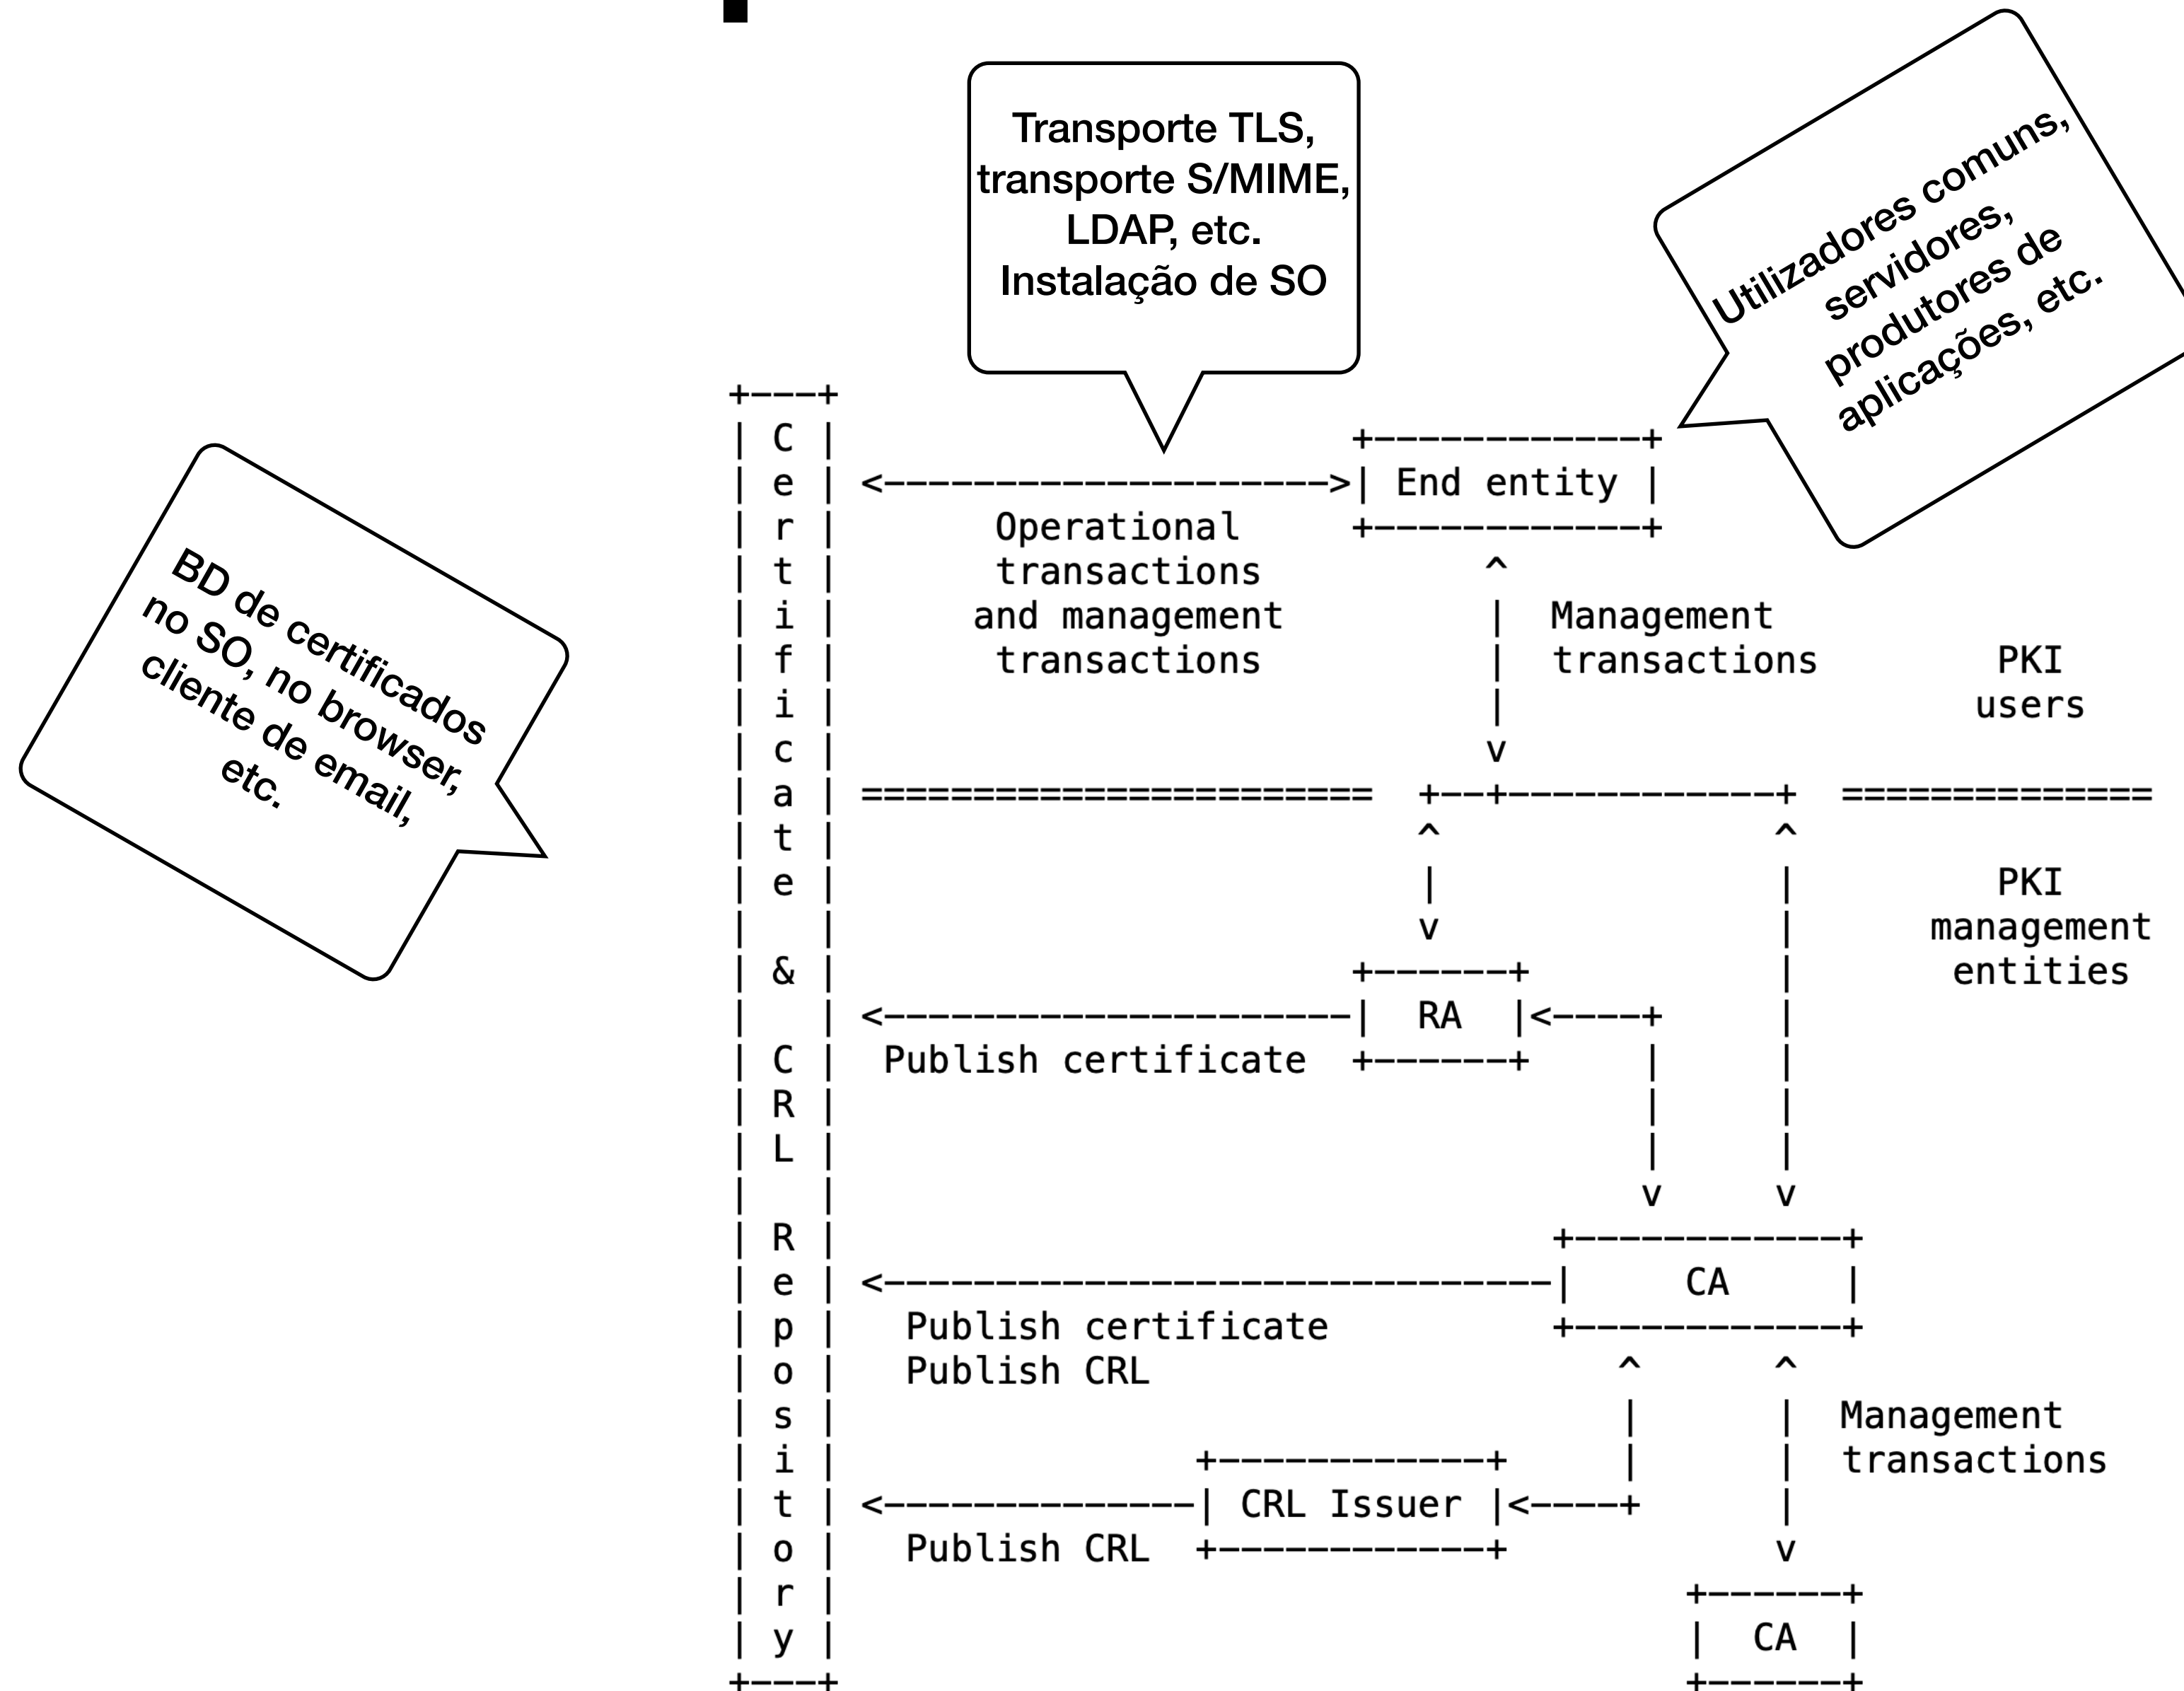 Transporte TLS,
transporte S/MIME,
LDAP, etc.
Instalação de SO
Utilizadores comuns,
servidores,
produtores de
aplicações, etc.
BD de certificados
no SO, no browser,
cliente de email,
etc.
Certificate & CRL Repository
End entity
Operational
transactions
and management
transactions
Management
transactions
PKI
users
PKI
management
entities
RA
Publish certificate
CA
Publish certificate
Publish CRL
Management
transactions
CRL Issuer
Publish CRL
CA